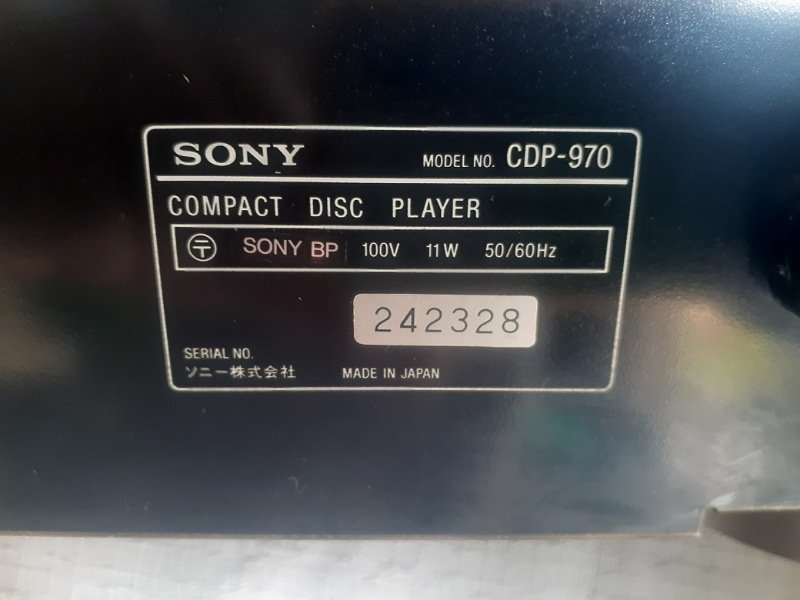 SONY MODEL NO. CDP-970
COMPACT DISC PLAYER
〒 SONY BP 100V 11W 50/60Hz
242328
SERIAL NO.
ソニー株式会社 MADE IN JAPAN